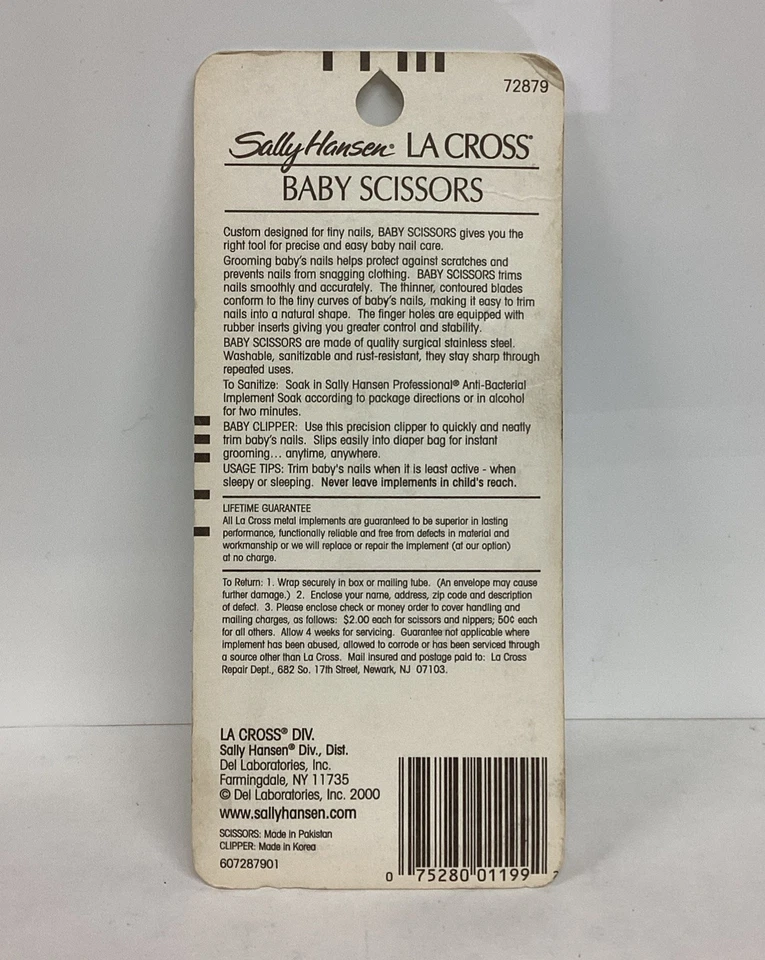 72879
Sally Hansen® LA CROSS®
BABY SCISSORS
Custom designed for tiny nails, BABY SCISSORS gives you the
right tool for precise and easy baby nail care.
Grooming baby's nails helps protect against scratches and
prevents nails from snagging clothing. BABY SCISSORS trims
nails smoothly and accurately. The thinner, contoured blades
conform to the tiny curves of baby's nails, making it easy to trim
nails into a natural shape. The finger holes are equipped with
rubber inserts giving you greater control and stability.
BABY SCISSORS are made of quality surgical stainless steel.
Washable, sanitizable and rust-resistant, they stay sharp through
repeated uses.
To Sanitize: Soak in Sally Hansen Professional® Anti-Bacterial
Implement Soak according to package directions or in alcohol
for two minutes.
BABY CLIPPER: Use this precision clipper to quickly and neatly
trim baby's nails. Slips easily into diaper bag for instant
grooming... anytime, anywhere.
USAGE TIPS: Trim baby's nails when it is least active - when
sleepy or sleeping. Never leave implements in child's reach.
LIFETIME GUARANTEE
All La Cross metal implements are guaranteed to be superior in lasting
performance, functionally reliable and free from defects in material and
workmanship or we will replace or repair the implement (at our option)
at no charge.
To Return: 1. Wrap securely in box or mailing tube. (An envelope may cause
further damage.) 2. Enclose your name, address, zip code and description
of defect. 3. Please enclose check or money order to cover handling and
mailing charges, as follows: $2.00 each for scissors and nippers; 50¢ each
for all others. Allow 4 weeks for servicing. Guarantee not applicable where
implement has been abused, allowed to corrode or has been serviced through
a source other than La Cross. Mail insured and postage paid to: La Cross
Repair Dept., 682 So. 17th Street, Newark, NJ 07103.
LA CROSS® DIV.
Sally Hansen® Div., Dist.
Del Laboratories, Inc.
Farmingdale, NY 11735
© Del Laboratories, Inc. 2000
www.sallyhansen.com
SCISSORS: Made in Pakistan
CLIPPER: Made in Korea
607287901
0 75280 01199